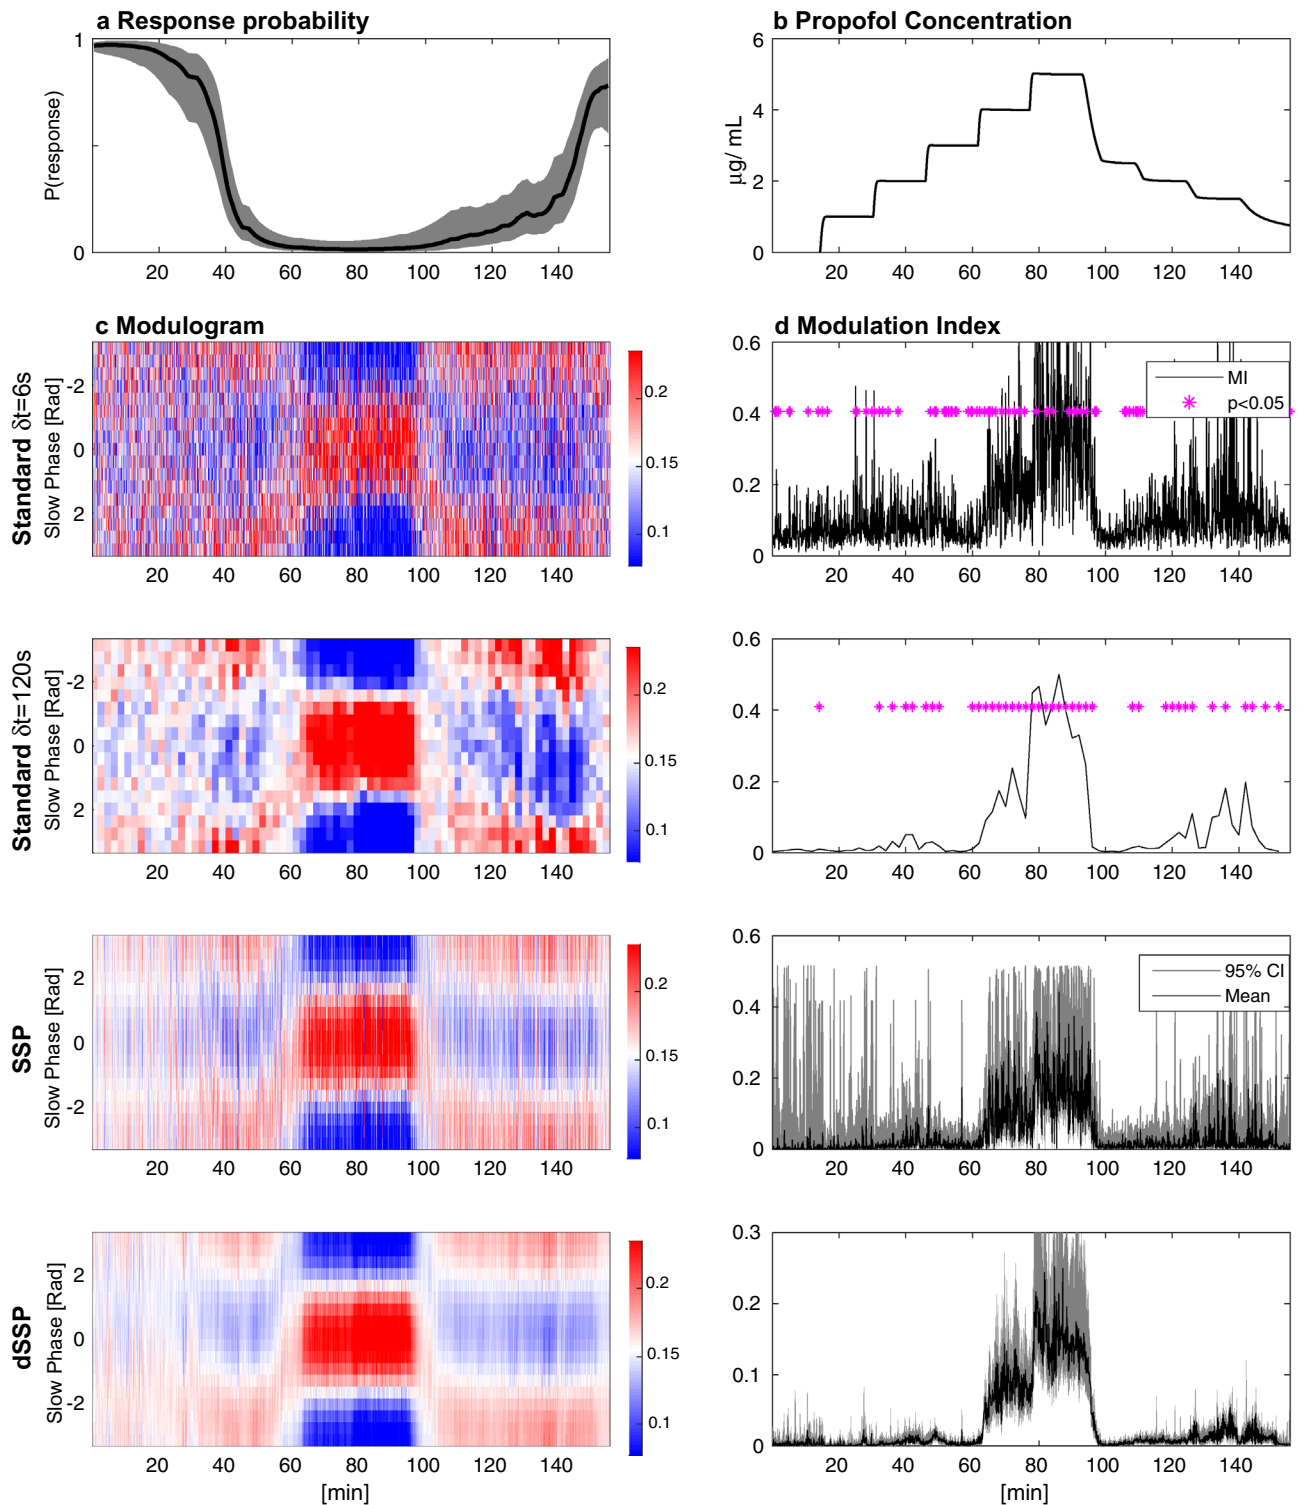 a Response probability
b Propofol Concentration
1
P(response)
0
20 40 60 80 100 120 140
6
4
µg/ mL
2
0
20 40 60 80 100 120 140
c Modulogram
d Modulation Index
Standard δt=6s
Slow Phase [Rad]
-2
0
2
20 40 60 80 100 120 140
0.2
0.15
0.1
0.6
0.4
0.2
0
MI
p<0.05
20 40 60 80 100 120 140
Standard δt=120s
Slow Phase [Rad]
-2
0
2
20 40 60 80 100 120 140
0.2
0.15
0.1
0.6
0.4
0.2
0
20 40 60 80 100 120 140
SSP
Slow Phase [Rad]
2
0
-2
20 40 60 80 100 120 140
0.2
0.15
0.1
0.6
0.4
0.2
0
95% CI
Mean
20 40 60 80 100 120 140
dSSP
Slow Phase [Rad]
2
0
-2
20 40 60 80 100 120 140
[min]
0.2
0.15
0.1
0.3
0.2
0.1
0
20 40 60 80 100 120 140
[min]